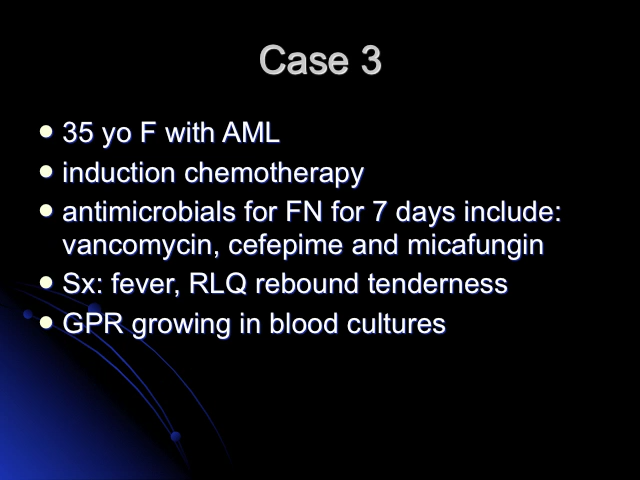 Case 3
35 yo F with AML
induction chemotherapy
antimicrobials for FN for 7 days include:
vancomycin, cefepime and micafungin
Sx: fever, RLQ rebound tenderness
GPR growing in blood cultures